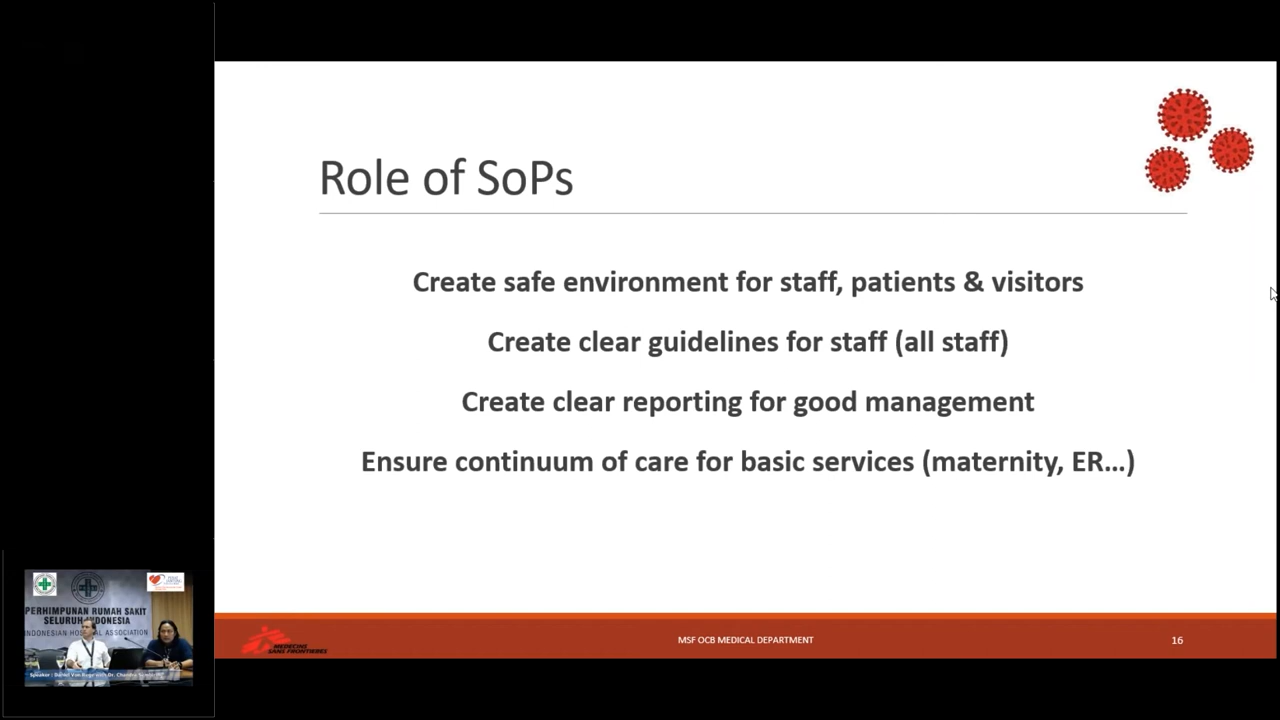 Role of SoPs
Create safe environment for staff, patients & visitors
Create clear guidelines for staff (all staff)
Create clear reporting for good management
Ensure continuum of care for basic services (maternity, ER...)
MEDECINS
SANS FRONTIERES
MSF OCB MEDICAL DEPARTMENT
16
PERHIMPUNAN RUMAH SAKIT
SELURUH INDONESIA
INDONESIAN HOSPITAL ASSOCIATION
Speaker :